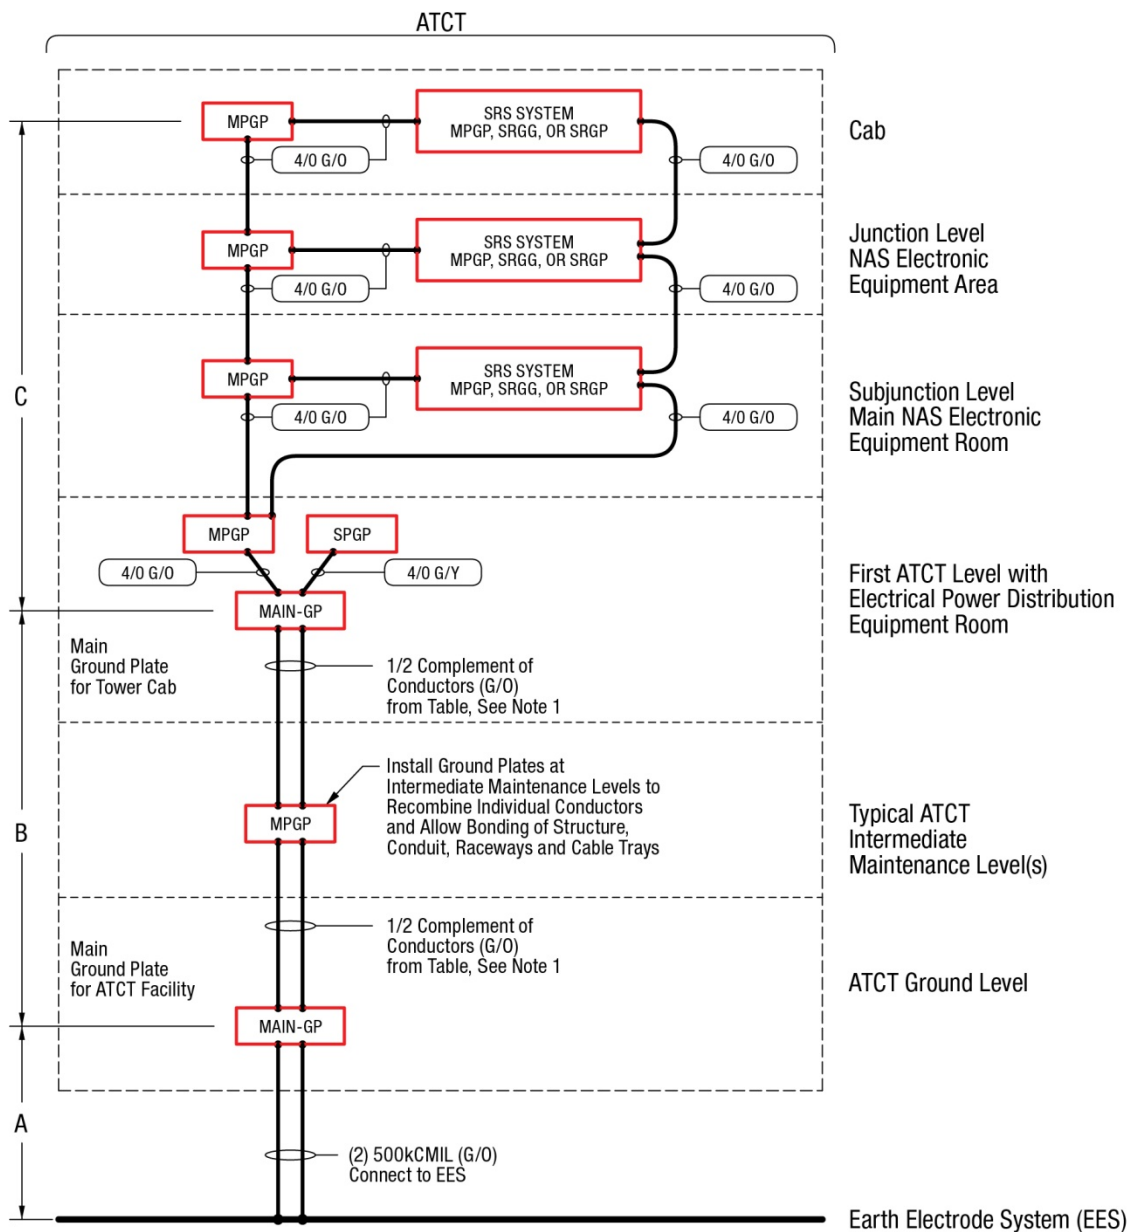 ATCT
MPGP
SRS SYSTEM
MPGP, SRGG, OR SRGP
Cab
4/0 G/O
4/0 G/O
MPGP
SRS SYSTEM
MPGP, SRGG, OR SRGP
Junction Level
NAS Electronic
Equipment Area
4/0 G/O
4/0 G/O
MPGP
SRS SYSTEM
MPGP, SRGG, OR SRGP
Subjunction Level
Main NAS Electronic
Equipment Room
C
4/0 G/O
4/0 G/O
MPGP
SPGP
4/0 G/O
4/0 G/Y
First ATCT Level with
Electrical Power Distribution
Equipment Room
MAIN-GP
Main
Ground Plate
for Tower Cab
1/2 Complement of
Conductors (G/O)
from Table, See Note 1
Install Ground Plates at
Intermediate Maintenance Levels to
Recombine Individual Conductors
and Allow Bonding of Structure,
Conduit, Raceways and Cable Trays
MPGP
B
Typical ATCT
Intermediate
Maintenance Level(s)
1/2 Complement of
Conductors (G/O)
from Table, See Note 1
Main
Ground Plate
for ATCT Facility
ATCT Ground Level
MAIN-GP
A
(2) 500kCMIL (G/O)
Connect to EES
Earth Electrode System (EES)